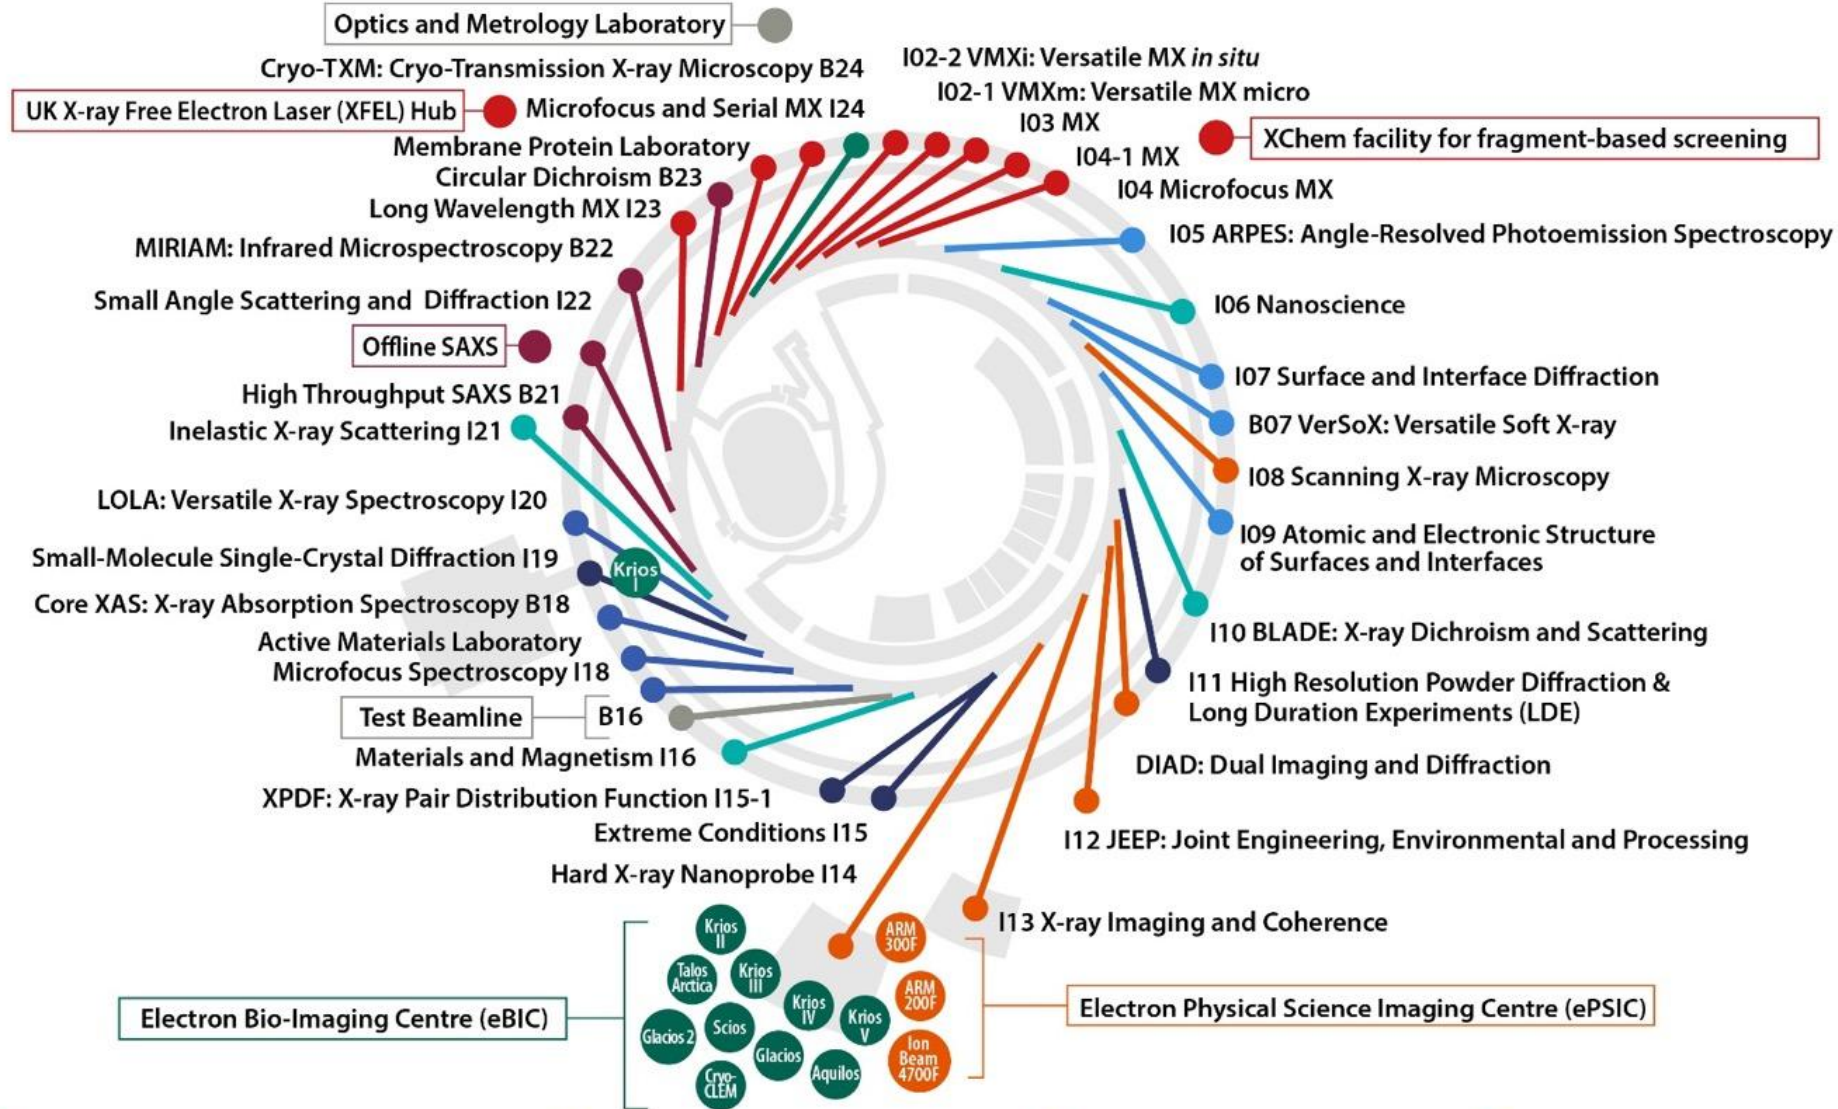 Optics and Metrology Laboratory
Cryo-TXM: Cryo-Transmission X-ray Microscopy B24
UK X-ray Free Electron Laser (XFEL) Hub
Microfocus and Serial MX I24
Membrane Protein Laboratory
Circular Dichroism B23
Long Wavelength MX I23
MIRIAM: Infrared Microspectroscopy B22
Small Angle Scattering and Diffraction I22
Offline SAXS
High Throughput SAXS B21
Inelastic X-ray Scattering I21
LOLA: Versatile X-ray Spectroscopy I20
Small-Molecule Single-Crystal Diffraction I19
Krios
I
Core XAS: X-ray Absorption Spectroscopy B18
Active Materials Laboratory
Microfocus Spectroscopy I18
Test Beamline
B16
Materials and Magnetism I16
XPDF: X-ray Pair Distribution Function I15-1
Extreme Conditions I15
Hard X-ray Nanoprobe I14
I02-2 VMXi: Versatile MX in situ
I02-1 VMXm: Versatile MX micro
I03 MX
XChem facility for fragment-based screening
I04-1 MX
I04 Microfocus MX
I05 ARPES: Angle-Resolved Photoemission Spectroscopy
I06 Nanoscience
I07 Surface and Interface Diffraction
B07 VerSoX: Versatile Soft X-ray
I08 Scanning X-ray Microscopy
I09 Atomic and Electronic Structure
of Surfaces and Interfaces
I10 BLADE: X-ray Dichroism and Scattering
I11 High Resolution Powder Diffraction &
Long Duration Experiments (LDE)
DIAD: Dual Imaging and Diffraction
I12 JEEP: Joint Engineering, Environmental and Processing
I13 X-ray Imaging and Coherence
Electron Bio-Imaging Centre (eBIC)
Krios
II
Talos
Arctica
Krios
III
Krios
IV
Krios
V
Glacios 2
Scios
Glacios
Aquilos
Cryo-
CLEM
ARM
300F
ARM
200F
Ion
Beam
4700F
Electron Physical Science Imaging Centre (ePSIC)